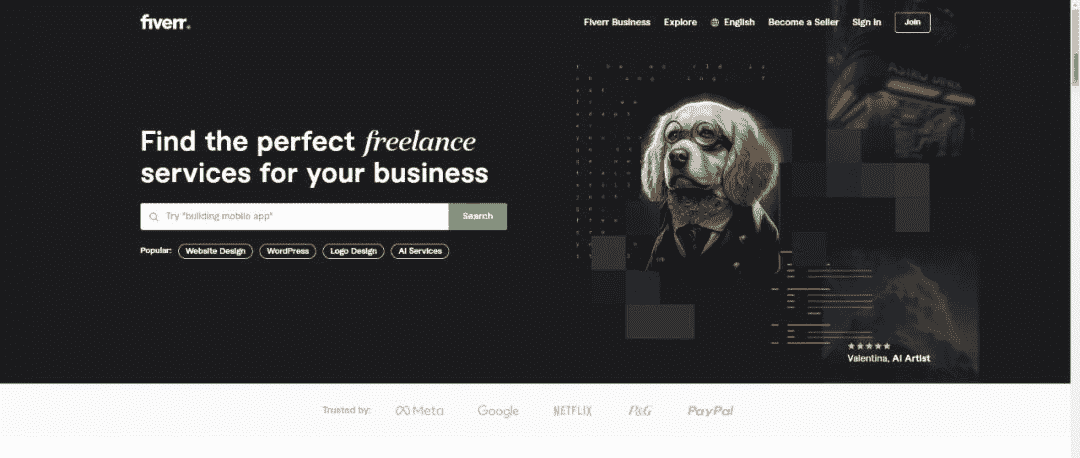 fiverr.
Fiverr Business Explore English Become a Seller Sign in Join
Find the perfect freelance
services for your business
Try "building mobile app"
Search
Popular: Website Design WordPress Logo Design AI Services
Valentina, AI Artist
Trusted by: Meta Google NETFLIX P&G PayPal